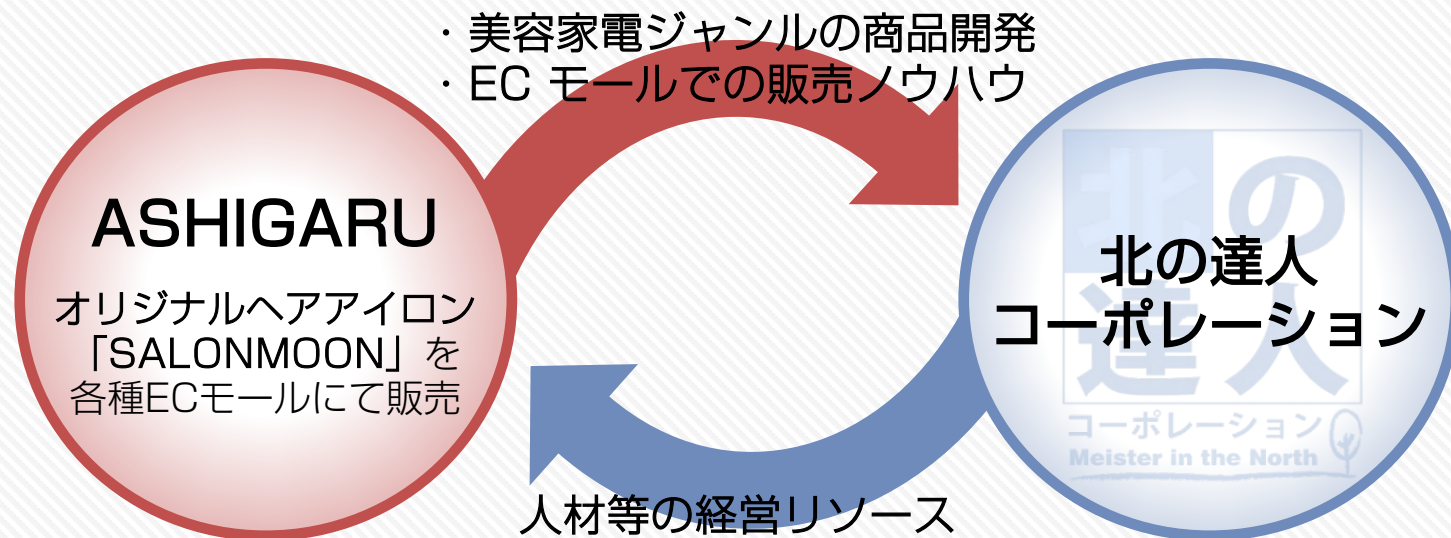 ・美容家電ジャンルの商品開発
・EC モールでの販売ノウハウ
ASHIGARU
オリジナルヘアアイロン
「SALONMOON」を
各種ECモールにて販売
北の達人
コーポレーション
北の
達人
コーポレーション
Meister in the North
人材等の経営リソース